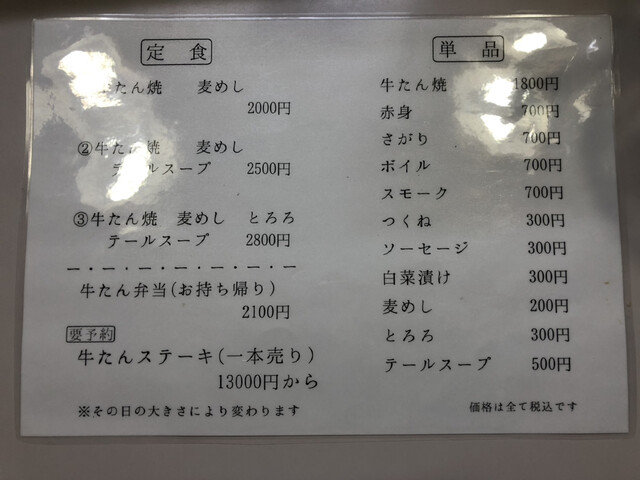 定食
たん焼 麦めし
2000円
②牛た 焼 麦めし
テールスープ 2500円
③牛たん焼 麦めし とろろ
テールスープ 2800円
牛たん弁当(お持ち帰り)
2100円
要予約
牛たんステーキ(一本売り)
13000円から
※その日の大きさにより変わります
単品
牛たん焼 1800円
赤身 700円
さがり 700円
ボイル 700円
スモーク 700円
つくね 300円
ソーセージ 300円
白菜漬け 300円
麦めし 200円
とろろ 300円
テールスープ 500円
価格は全て税込です